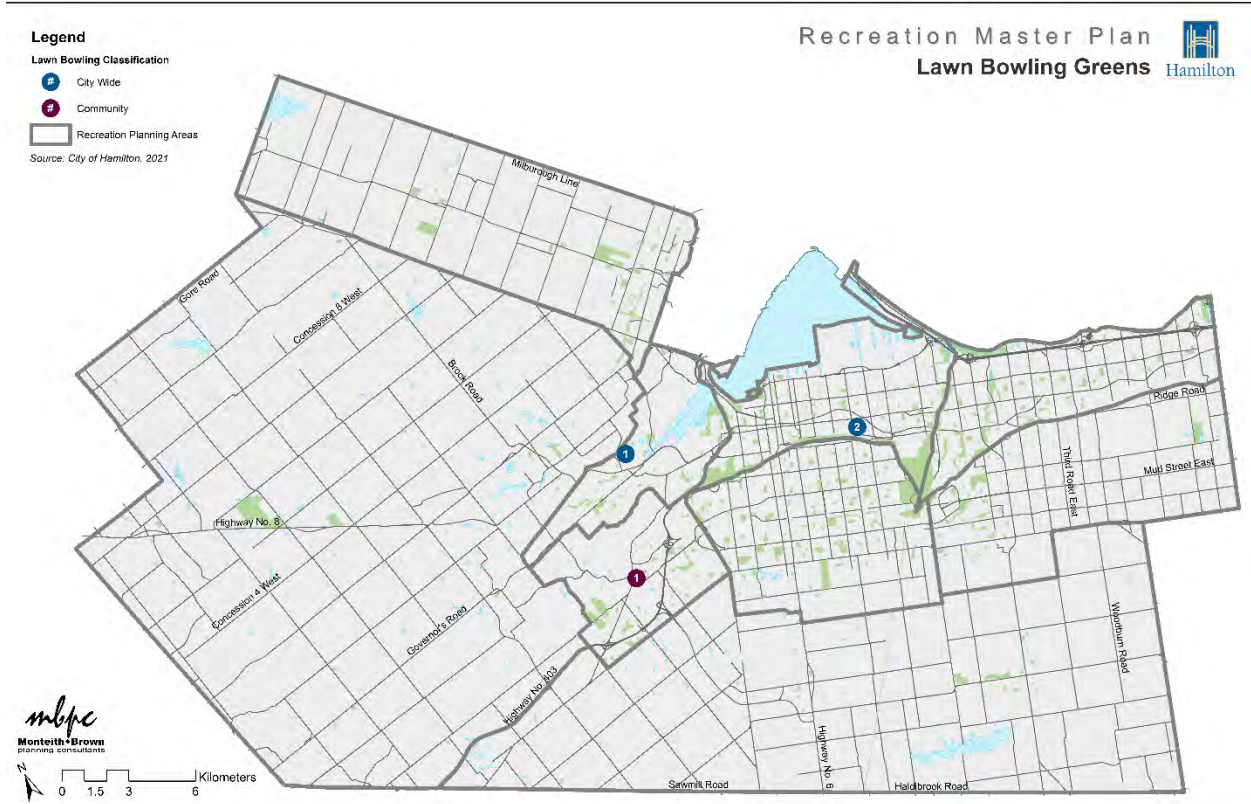 Legend
Lawn Bowling Classification
# City Wide
# Community
Recreation Planning Areas
Source: City of Hamilton, 2021
Recreation Master Plan
Lawn Bowling Greens
Hamilton
Milburough Line
Gore Road
Concession 8 West
Brock Road
Ridge Road
2
1
Third Road East
Mud Street East
Highway No. 8
1
Concession 4 West
Governor's Road
Woodburn Road
Highway No. 403
Highway No. 6
mbpc
Monteith•Brown
planning consultants
N
Kilometers
0 1.5 3 6
Sawmill Road
Haldibrook Road